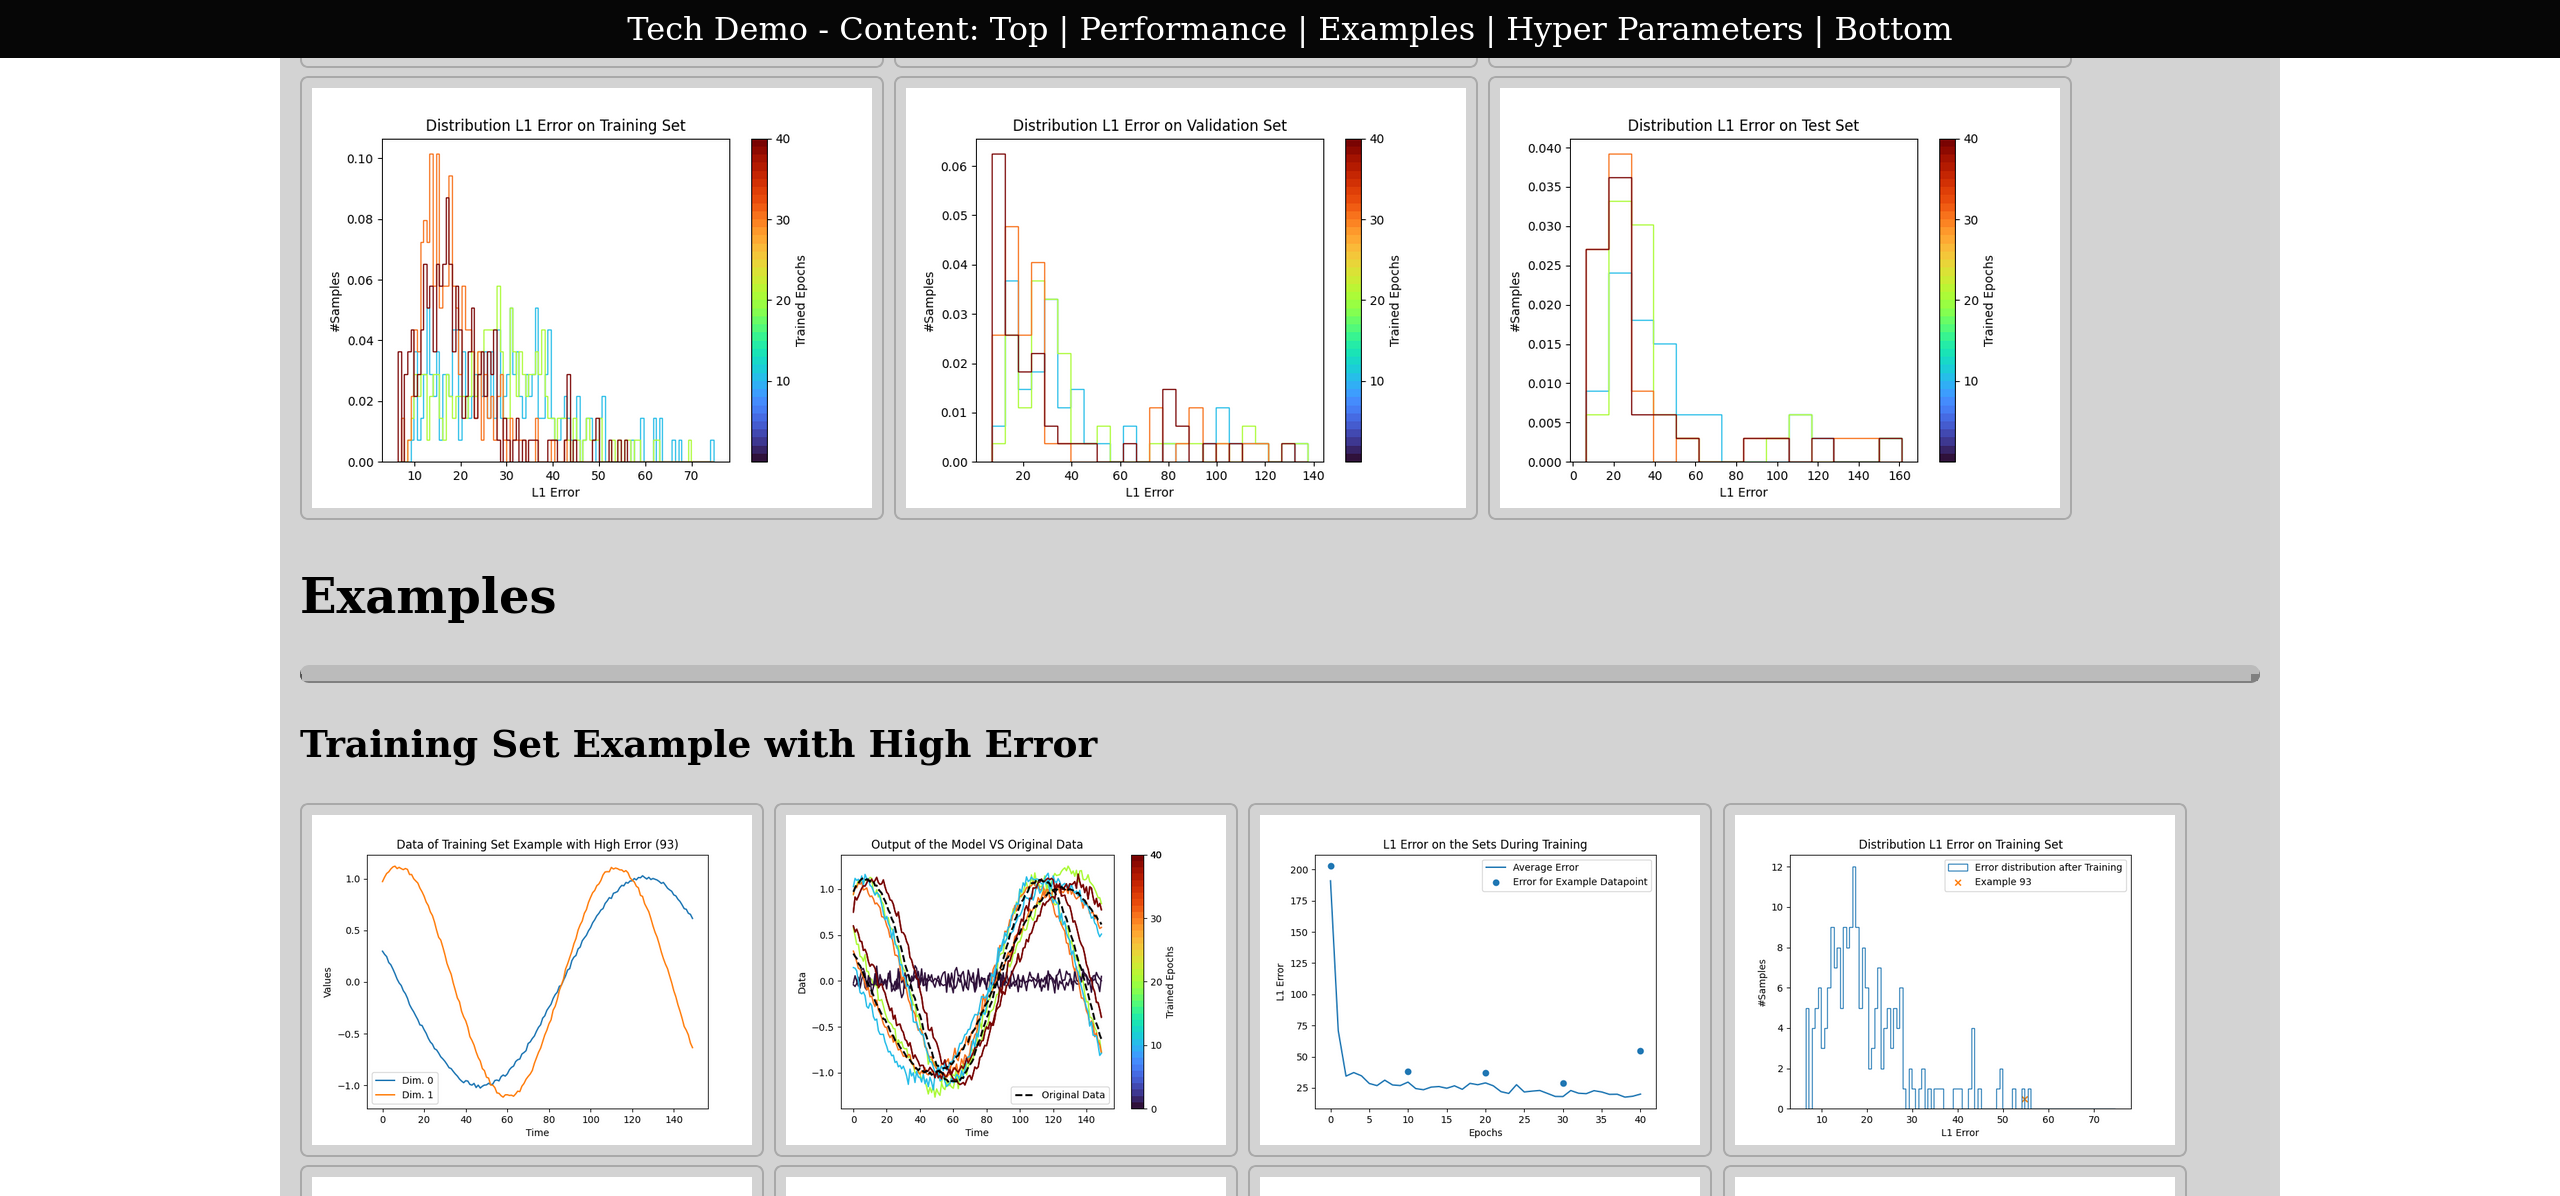 Tech Demo - Content: Top | Performance | Examples | Hyper Parameters | Bottom
Distribution L1 Error on Training Set
#Samples
0.10
0.08
0.06
0.04
0.02
0.00
10 20 30 40 50 60 70
L1 Error
40
30
20
10
Trained Epochs
Distribution L1 Error on Validation Set
#Samples
0.06
0.05
0.04
0.03
0.02
0.01
0.00
20 40 60 80 100 120 140
L1 Error
40
30
20
10
Trained Epochs
Distribution L1 Error on Test Set
#Samples
0.040
0.035
0.030
0.025
0.020
0.015
0.010
0.005
0.000
0 20 40 60 80 100 120 140 160
L1 Error
40
30
20
10
Trained Epochs
Examples
Training Set Example with High Error
Data of Training Set Example with High Error (93)
Values
1.0
0.5
0.0
−0.5
−1.0
Dim. 0
Dim. 1
0 20 40 60 80 100 120 140
Time
Output of the Model VS Original Data
Data
1.0
0.5
0.0
−0.5
−1.0
Original Data
0 20 40 60 80 100 120 140
Time
40
30
20
10
0
Trained Epochs
L1 Error on the Sets During Training
L1 Error
200
175
150
125
100
75
50
25
Average Error
Error for Example Datapoint
0 5 10 15 20 25 30 35 40
Epochs
Distribution L1 Error on Training Set
#Samples
12
10
8
6
4
2
0
Error distribution after Training
Example 93
10 20 30 40 50 60 70
L1 Error